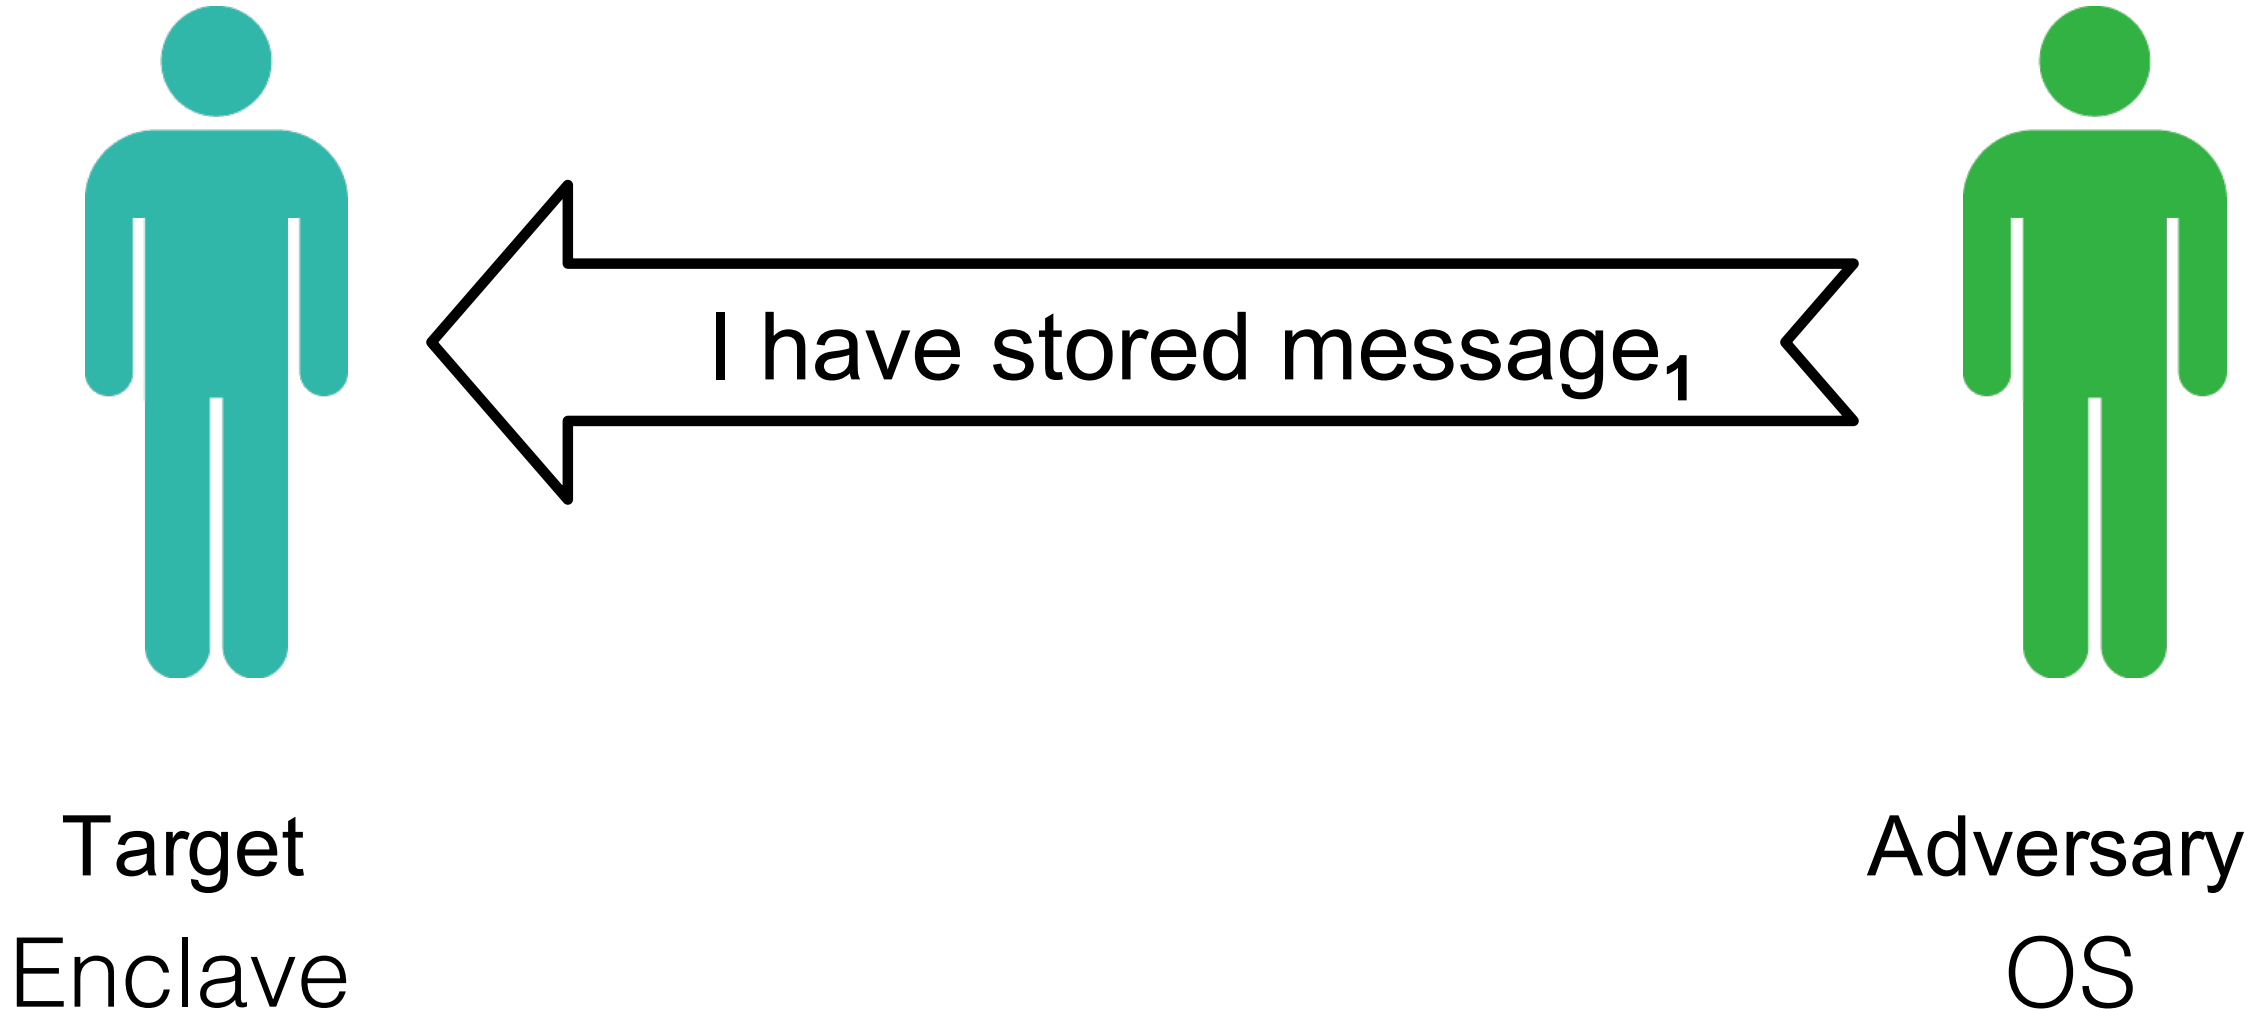 I have stored message₁
Target
Adversary
Enclave
OS